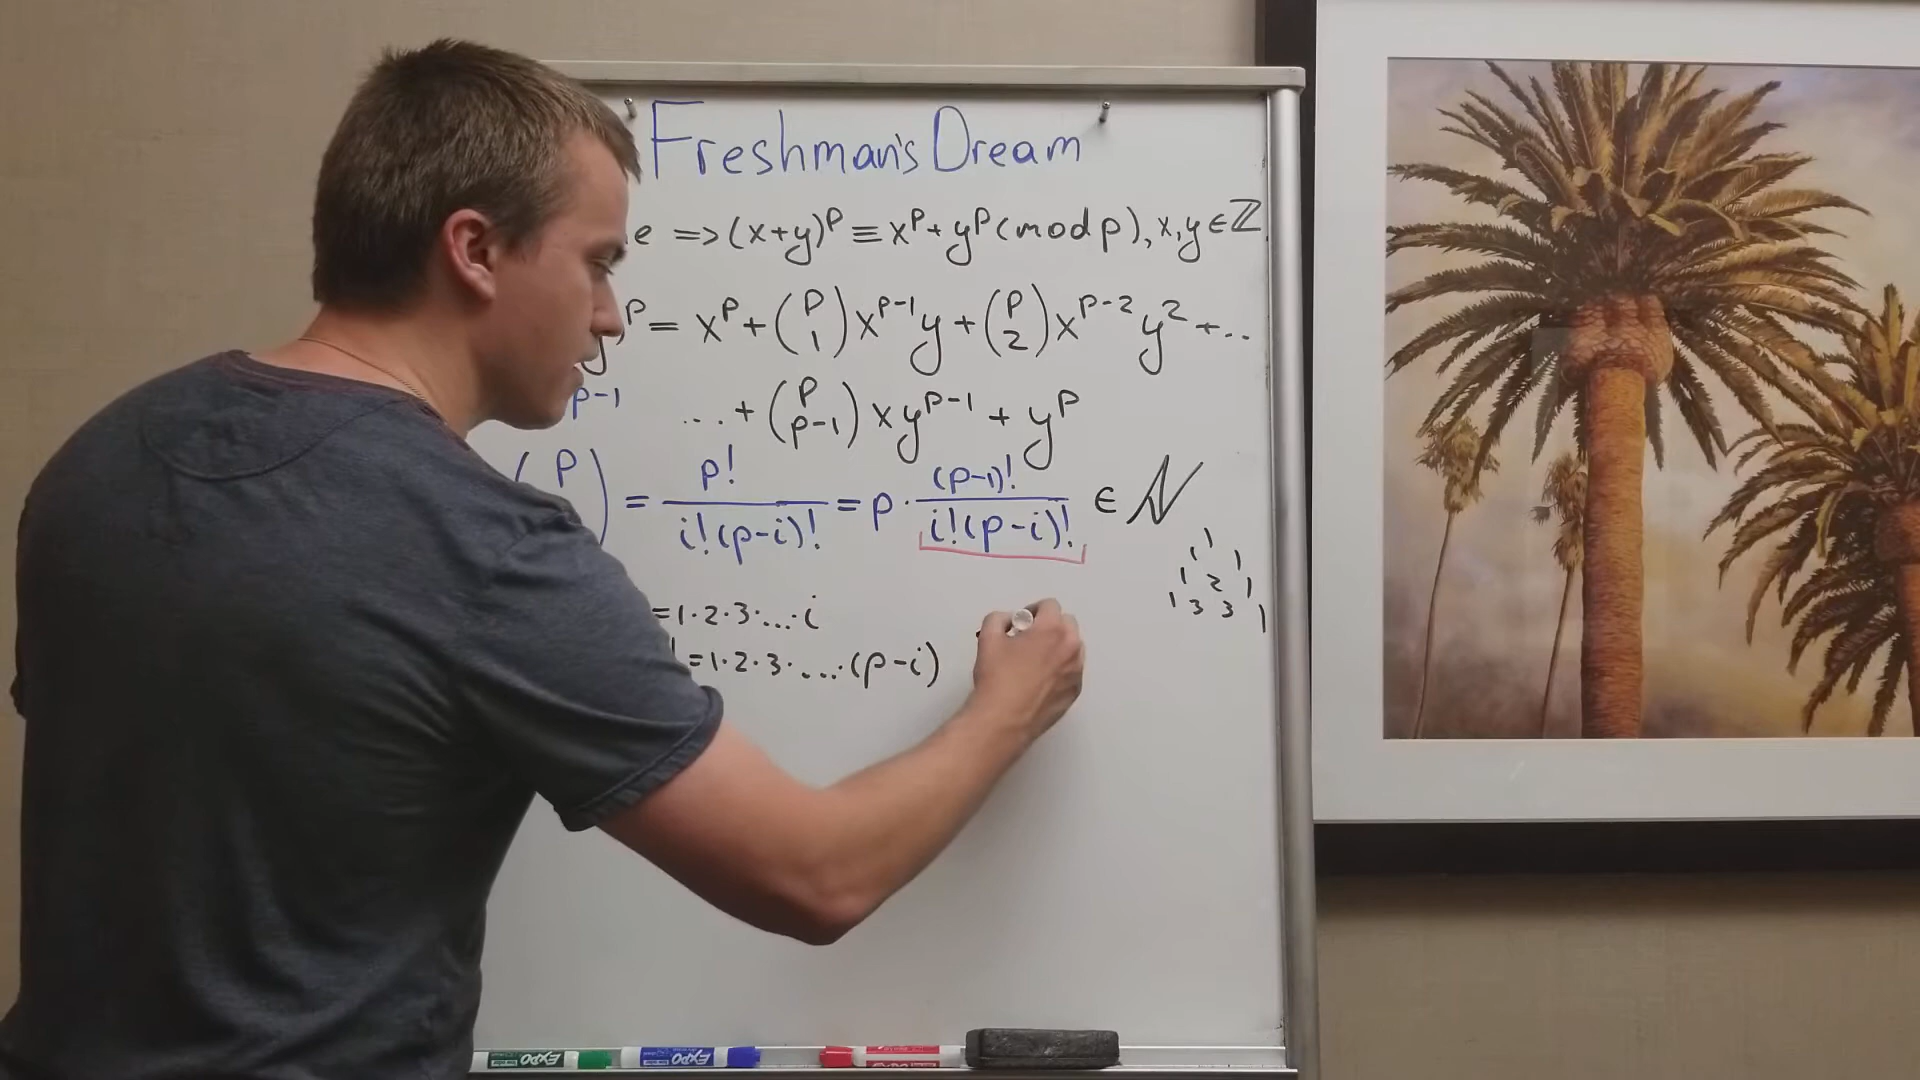 Freshman's Dream
e => (x+y)^p ≡ x^p + y^p (mod p), x,y ∈ ℤ
y)^p = x^p + (p 1) x^{p-1} y + (p 2) x^{p-2} y^2 + ...
p-1 ... + (p p-1) x y^{p-1} + y^p
(p ) = p! / i!(p-i)! = p · (p-1)! / i!(p-i)! ∈ ℕ
1
1 1
1 2 1
1 3 3 1
= 1·2·3·...·i
! = 1·2·3·...·(p-i)
EXPO
EXPO
EXPO